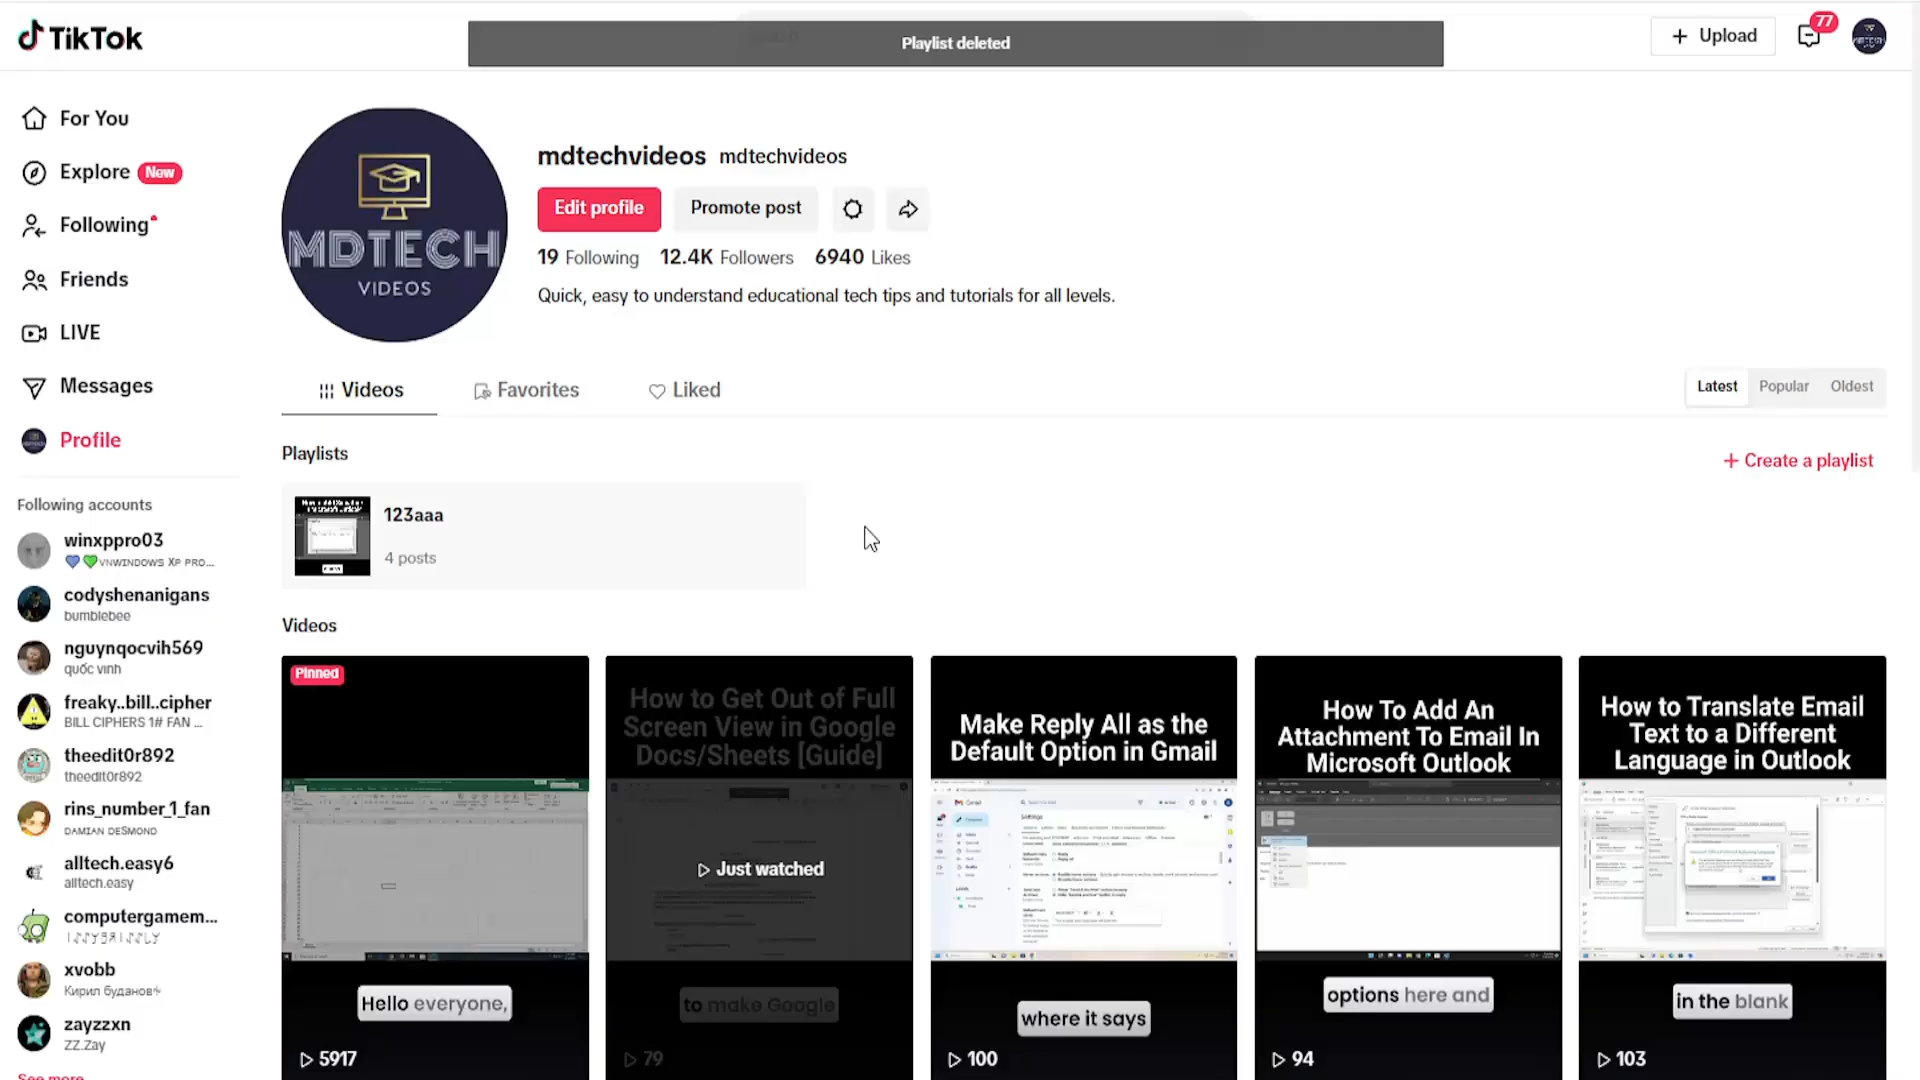 TikTok
Playlist deleted
Upload
77
For You
Explore New
Following
Friends
LIVE
Messages
Profile
Following accounts
winxppro03
💙💚VNWINDOWS XP PRO...
codyshenanigans
bumblebee
nguynqocvih569
quốc vinh
freaky..bill.cipher
BILL CIPHERS 1# FAN ...
theedit0r892
theedit0r892
rins_number_1_fan
DAMIAN DESMOND
alltech.easy6
alltech.easy
computergamem...
xvobb
Кирил буданов
zayzzxn
ZZ.Zay
See more
MDTECH
VIDEOS
mdtechvideos mdtechvideos
Edit profile
Promote post
19 Following 12.4K Followers 6940 Likes
Quick, easy to understand educational tech tips and tutorials for all levels.
Videos
Favorites
Liked
Latest Popular Oldest
Playlists
+ Create a playlist
123aaa
4 posts
Videos
Pinned
Hello everyone,
5917
How to Get Out of Full
Screen View in Google
Docs/Sheets [Guide]
Just watched
to make Google
79
Make Reply All as the
Default Option in Gmail
where it says
100
How To Add An
Attachment To Email In
Microsoft Outlook
options here and
94
How to Translate Email
Text to a Different
Language in Outlook
in the blank
103